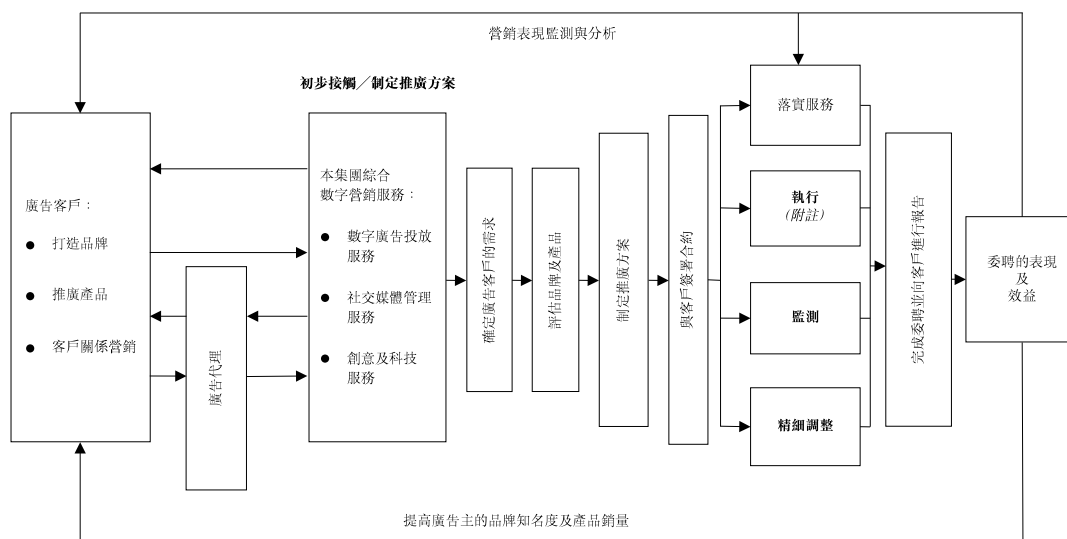 營銷表現監測與分析
初步接觸／制定推廣方案
廣告客戶：
● 打造品牌
● 推廣產品
● 客戶關係營銷
廣告代理
本集團綜合
數字營銷服務：
● 數字廣告投放
服務
● 社交媒體管理
服務
● 創意及科技
服務
確定廣告客戶的需求
評估品牌及產品
制定推廣方案
與客戶簽署合約
落實服務
執行
(附註)
監測
精細調整
完成委聘並向客戶進行報告
委聘的表現
及
效益
提高廣告主的品牌知名度及產品銷量